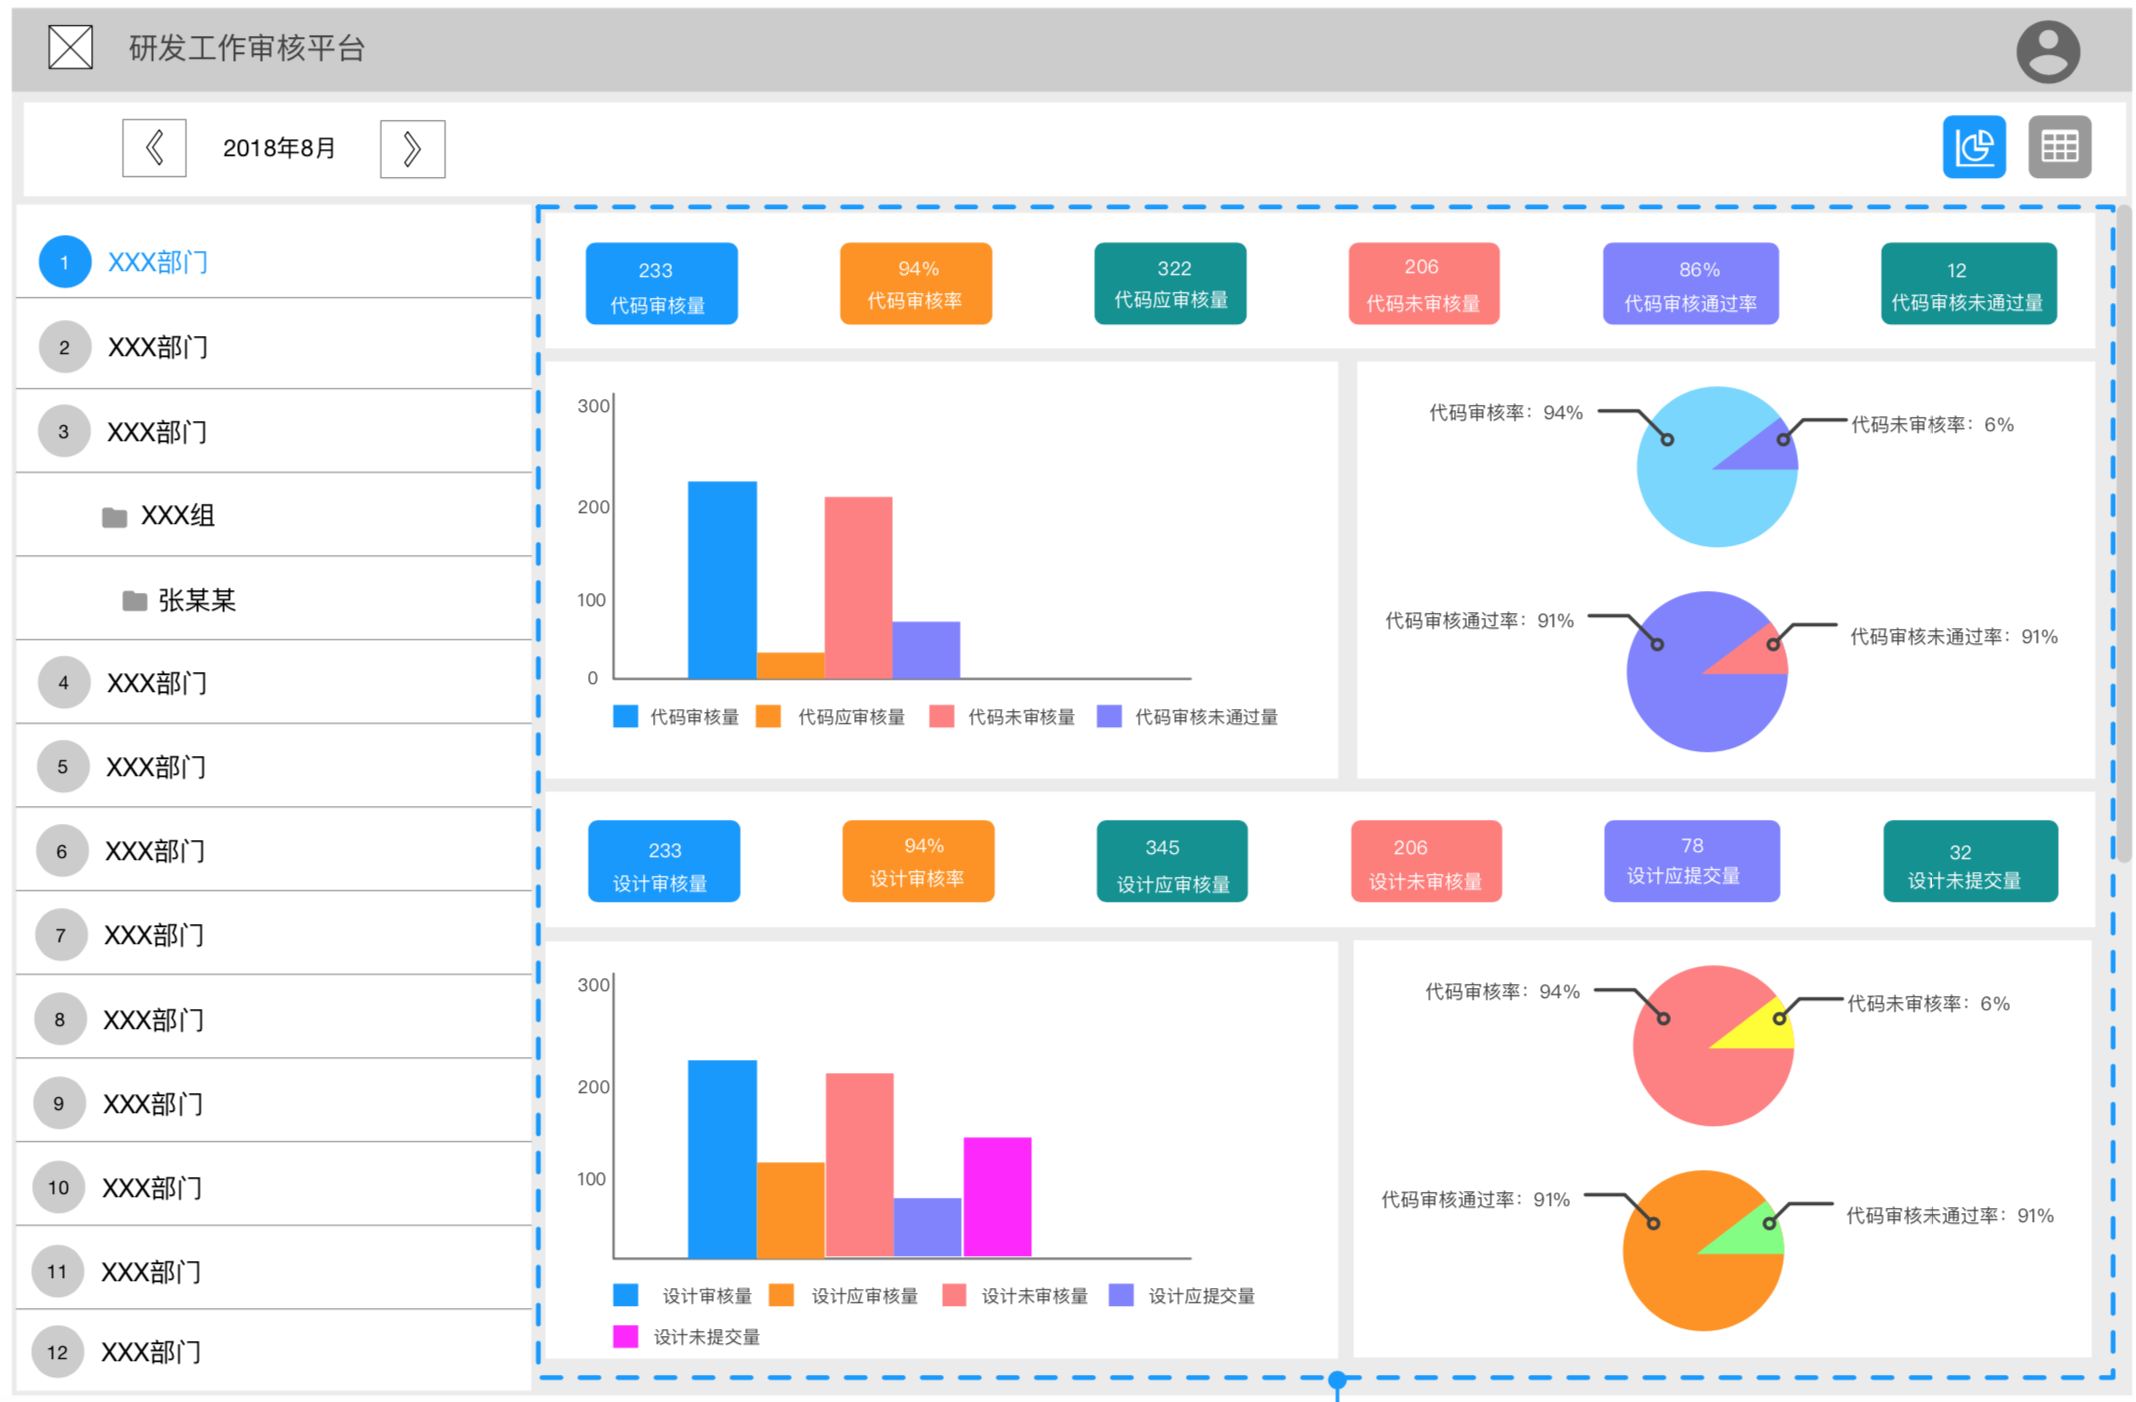 研发工作审核平台
2018年8月
1 XXX部门
2 XXX部门
3 XXX部门
XXX组
张某某
4 XXX部门
5 XXX部门
6 XXX部门
7 XXX部门
8 XXX部门
9 XXX部门
10 XXX部门
11 XXX部门
12 XXX部门
233
代码审核量
94%
代码审核率
322
代码应审核量
206
代码未审核量
86%
代码审核通过率
12
代码审核未通过量
300
200
100
0
代码审核量 代码应审核量 代码未审核量 代码审核未通过量
代码审核率：94%
代码未审核率：6%
代码审核通过率：91%
代码审核未通过率：91%
233
设计审核量
94%
设计审核率
345
设计应审核量
206
设计未审核量
78
设计应提交量
32
设计未提交量
300
200
100
设计审核量 设计应审核量 设计未审核量 设计应提交量
设计未提交量
代码审核率：94%
代码未审核率：6%
代码审核通过率：91%
代码审核未通过率：91%